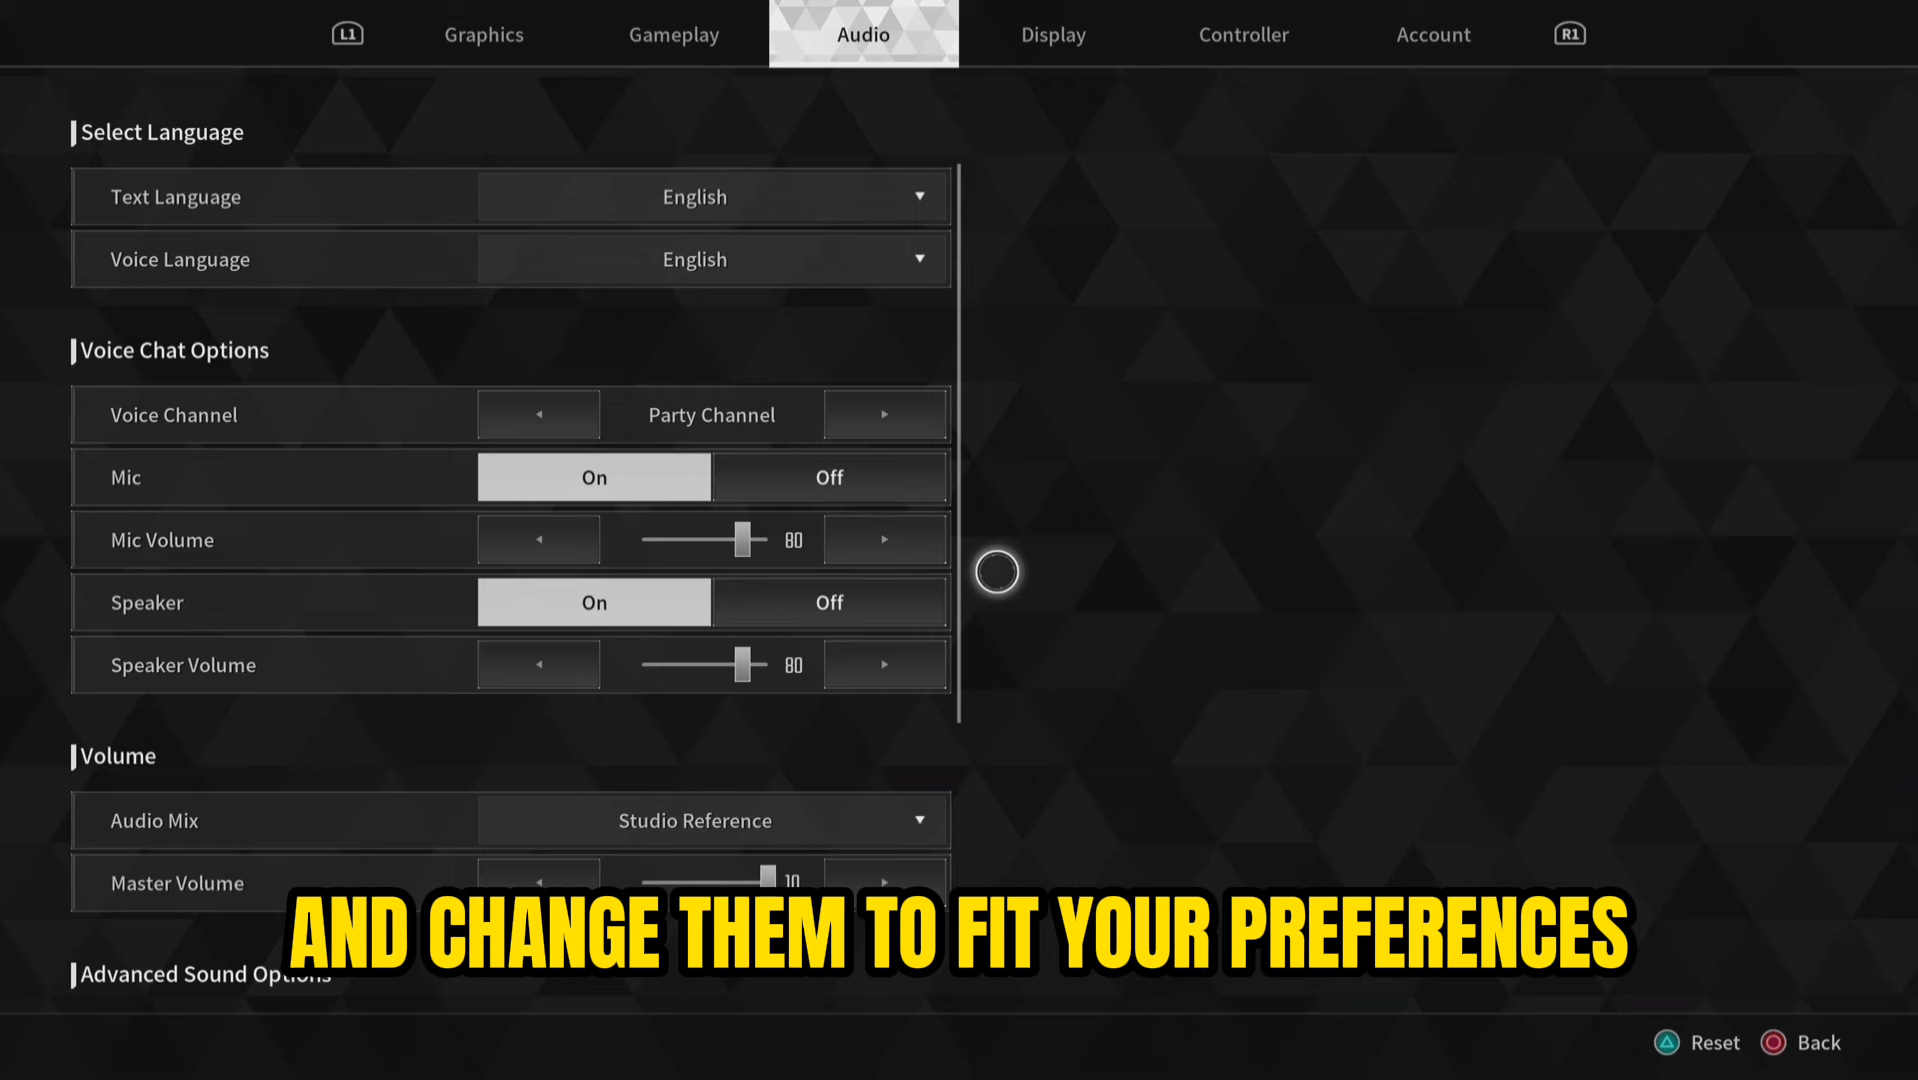 L1 Graphics Gameplay Audio Display Controller Account R1
Select Language
Text Language English
Voice Language English
Voice Chat Options
Voice Channel Party Channel
Mic On Off
Mic Volume 80
Speaker On Off
Speaker Volume 80
Volume
Audio Mix Studio Reference
Master Volume 10
AND CHANGE THEM TO FIT YOUR PREFERENCES
Advanced Sound Options
Reset Back